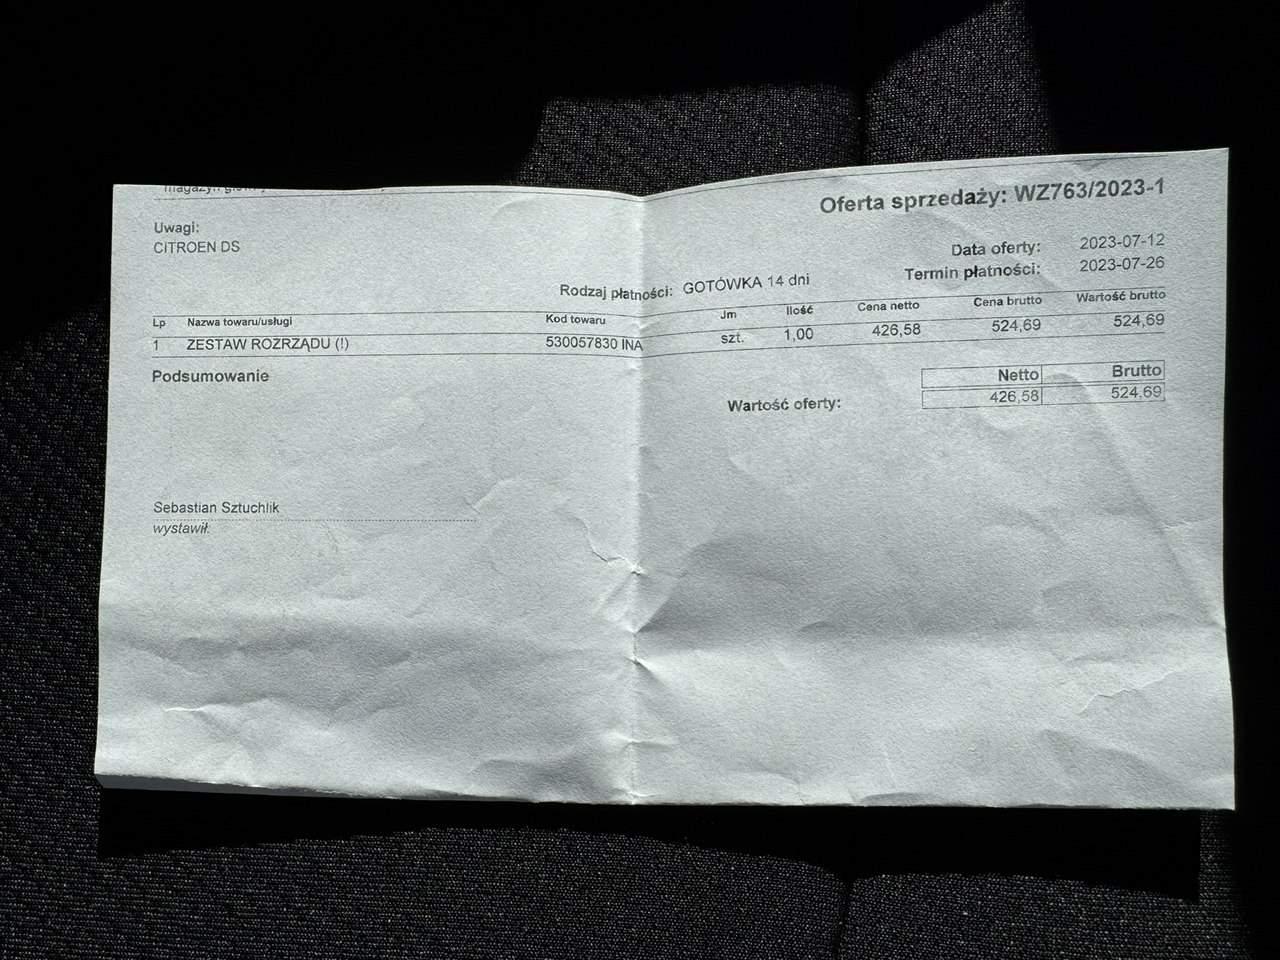 Oferta sprzedaży: WZ763/2023-1
Uwagi:
CITROEN DS
Data oferty: 2023-07-12
Termin płatności: 2023-07-26
Rodzaj płatności: GOTÓWKA 14 dni
Lp Nazwa towaru/usługi Kod towaru Jm Ilość Cena netto Cena brutto Wartość brutto
1 ZESTAW ROZRZĄDU (!) 530057830 INA szt. 1,00 426,58 524,69 524,69
Podsumowanie
Netto Brutto
Wartość oferty: 426,58 524,69
Sebastian Sztuchlik
wystawił: